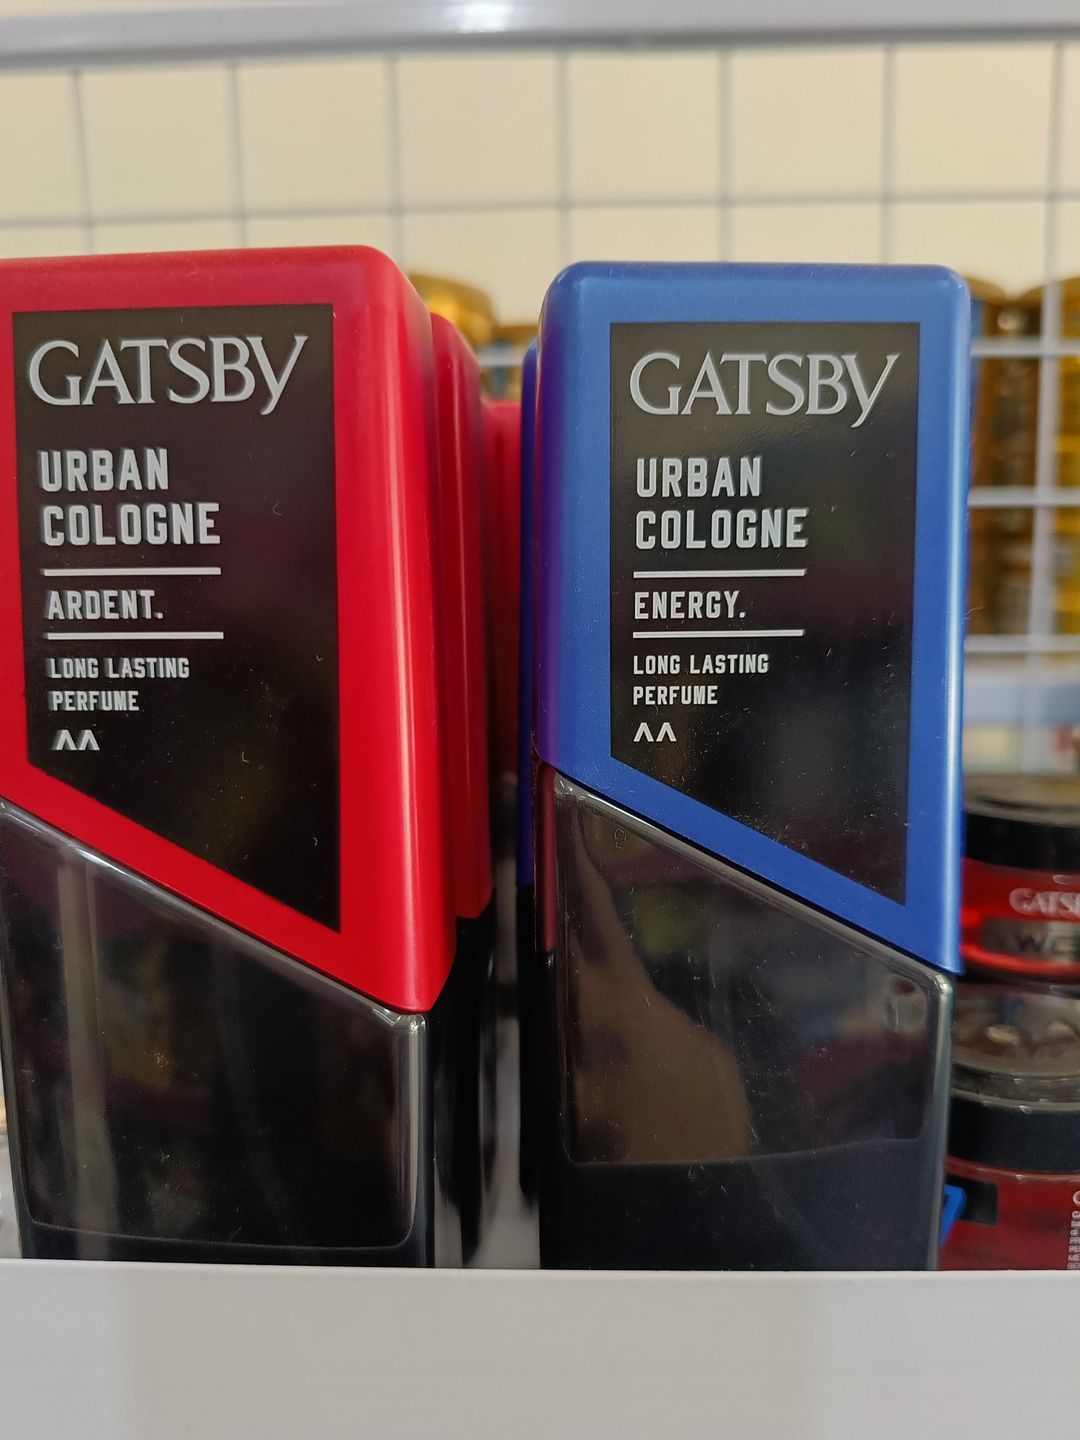 GATSBY
URBAN
COLOGNE
ARDENT.
LONG LASTING
PERFUME
GATSBY
URBAN
COLOGNE
ENERGY.
LONG LASTING
PERFUME